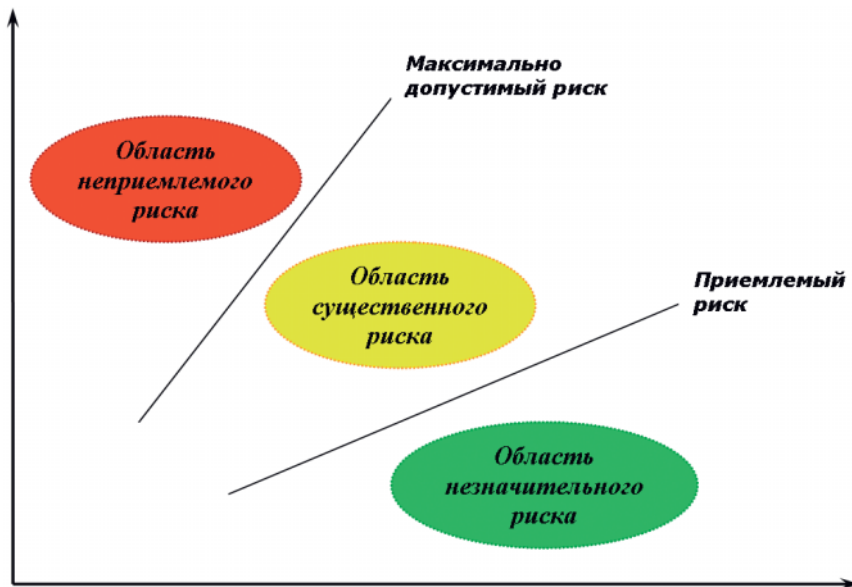 Максимально
допустимый риск
Область
неприемлемого
риска
Область
существенного
риска
Приемлемый
риск
Область
незначительного
риска